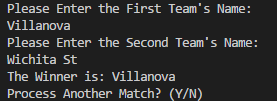 Please Enter the First Team's Name:
Villanova
Please Enter the Second Team's Name:
Wichita St
The Winner is: Villanova
Process Another Match? (Y/N)